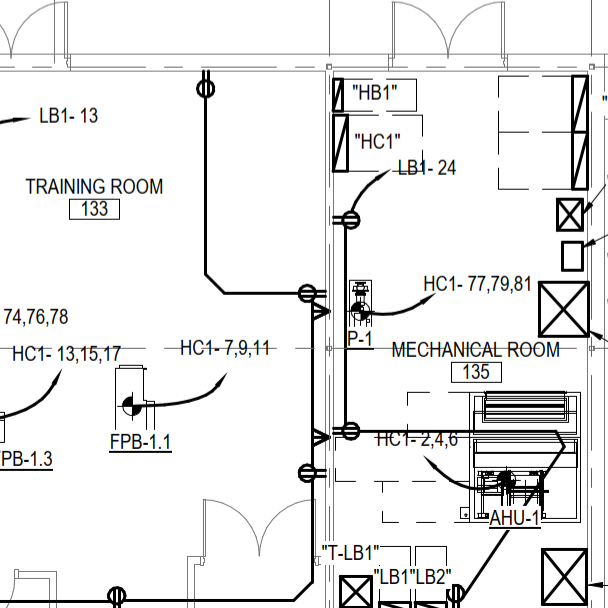 "HB1"
LB1- 13
"HC1"
LB1- 24
TRAINING ROOM
133
HC1- 77,79,81
74,76,78
P-1
HC1- 13,15,17
HC1- 7,9,11
MECHANICAL ROOM
135
FPB-1.1
HC1- 2,4,6
PB-1.3
AHU-1
"T-LB1"
"LB1"
"LB2"